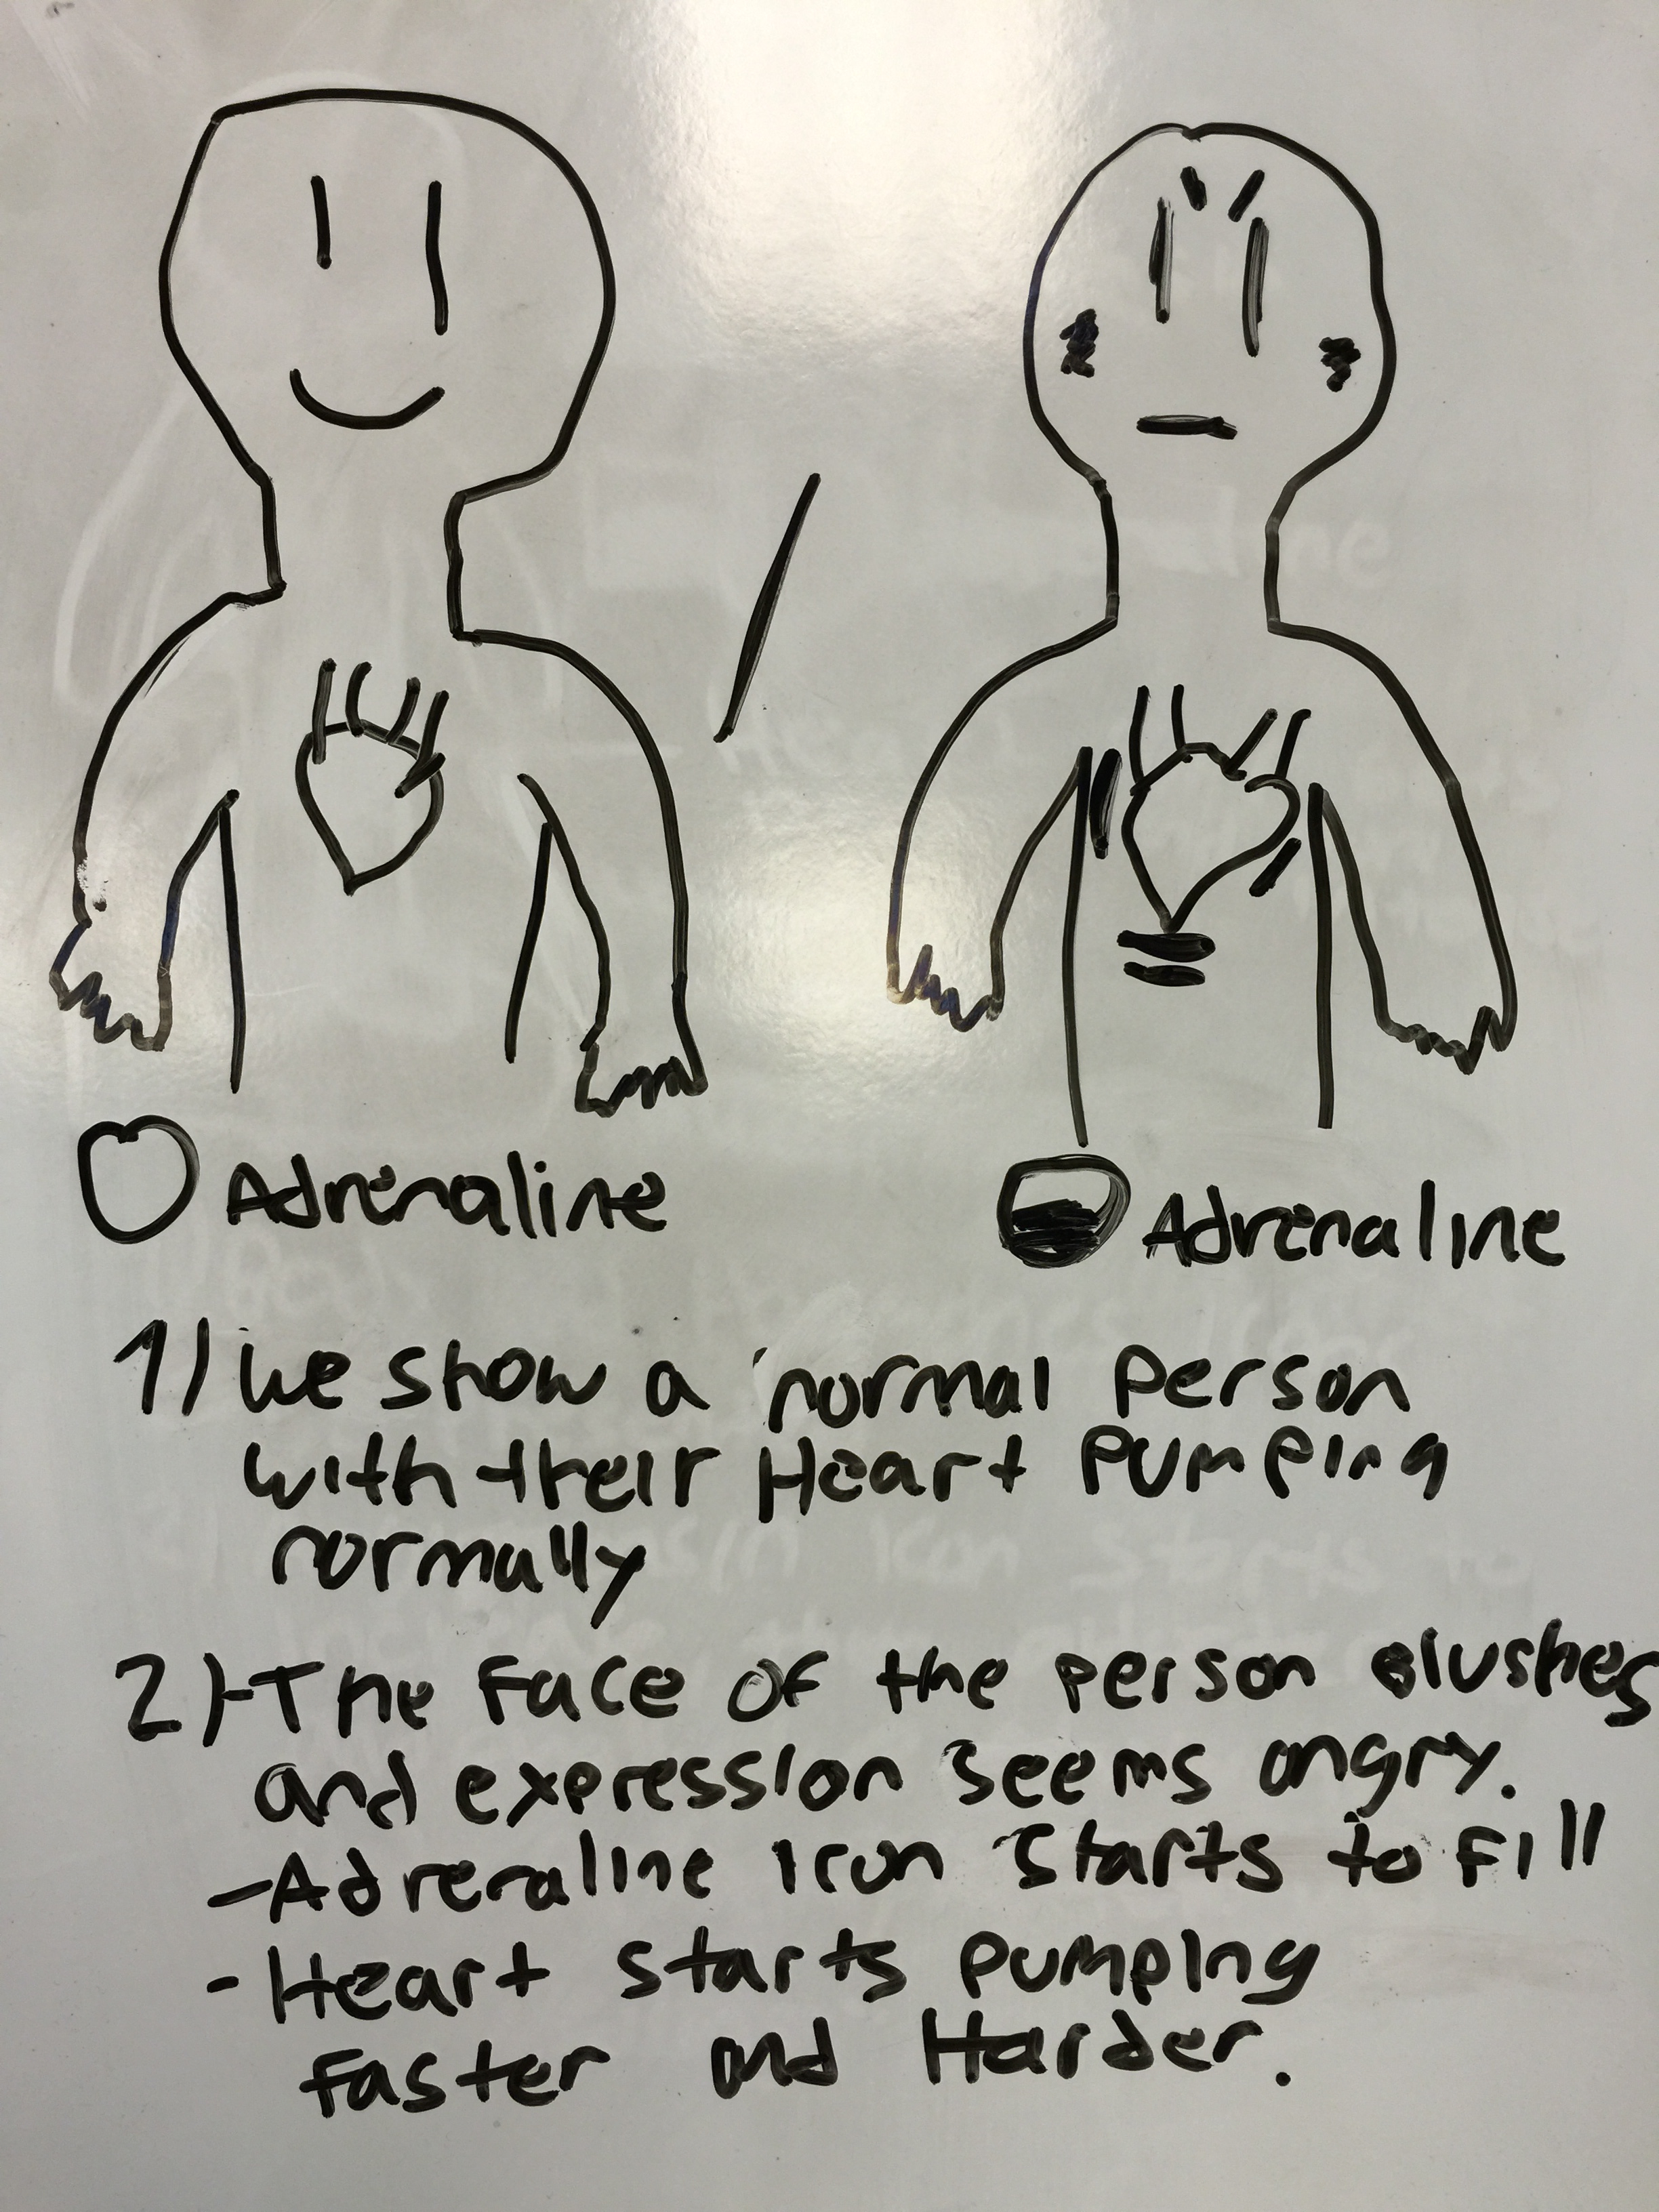 Adrenaline
Adrenaline
1) We show a normal person
with their Heart Pumping
normally
2) -The Face of the person Blushes
and expression seems angry.
- Adrenaline Icon Starts to Fill
- Heart starts pumping
Faster and Harder.